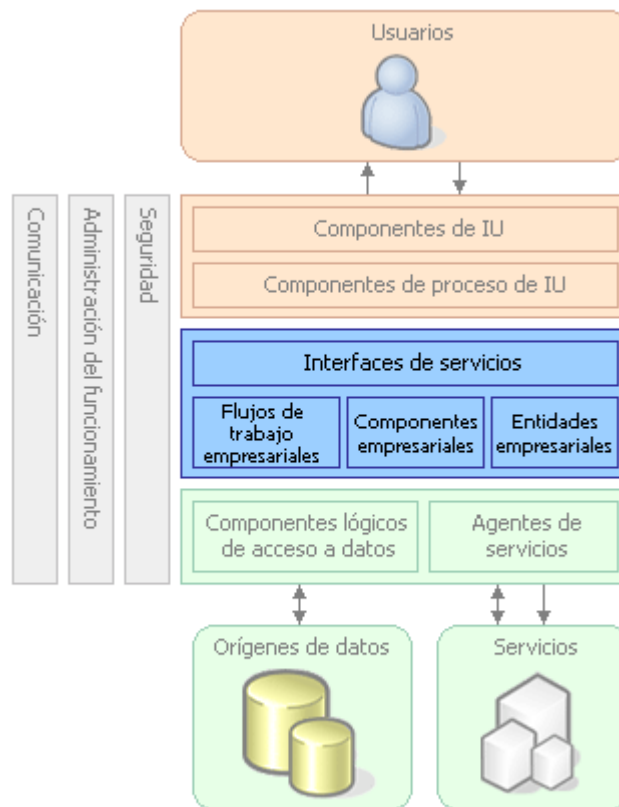 Usuarios
Comunicación
Administración del funcionamiento
Seguridad
Componentes de IU
Componentes de proceso de IU
Interfaces de servicios
Flujos de
trabajo
empresariales
Componentes
empresariales
Entidades
empresariales
Componentes lógicos
de acceso a datos
Agentes de
servicios
Orígenes de datos
Servicios